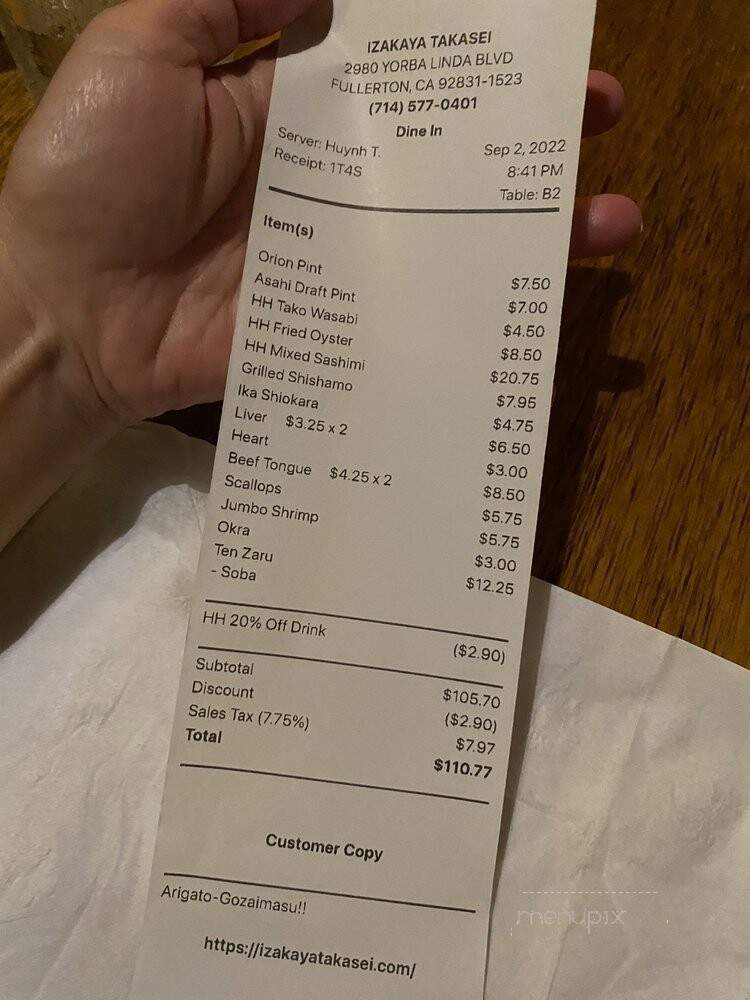 IZAKAYA TAKASEI
2980 YORBA LINDA BLVD
FULLERTON, CA 92831-1523
(714) 577-0401
Dine In
Server: Huynh T. Sep 2, 2022
Receipt: 1T4S 8:41 PM
Table: B2
Item(s)
Orion Pint $7.50
Asahi Draft Pint $7.00
HH Tako Wasabi $4.50
HH Fried Oyster $8.50
HH Mixed Sashimi $20.75
Grilled Shishamo $7.95
Ika Shiokara $4.75
Liver $3.25 x 2 $6.50
Heart $3.00
Beef Tongue $4.25 x 2 $8.50
Scallops $5.75
Jumbo Shrimp $5.75
Okra $3.00
Ten Zaru $12.25
- Soba
HH 20% Off Drink ($2.90)
Subtotal $105.70
Discount ($2.90)
Sales Tax (7.75%) $7.97
Total $110.77
Customer Copy
Arigato-Gozaimasu!!
https://izakayatakasei.com/
menupix